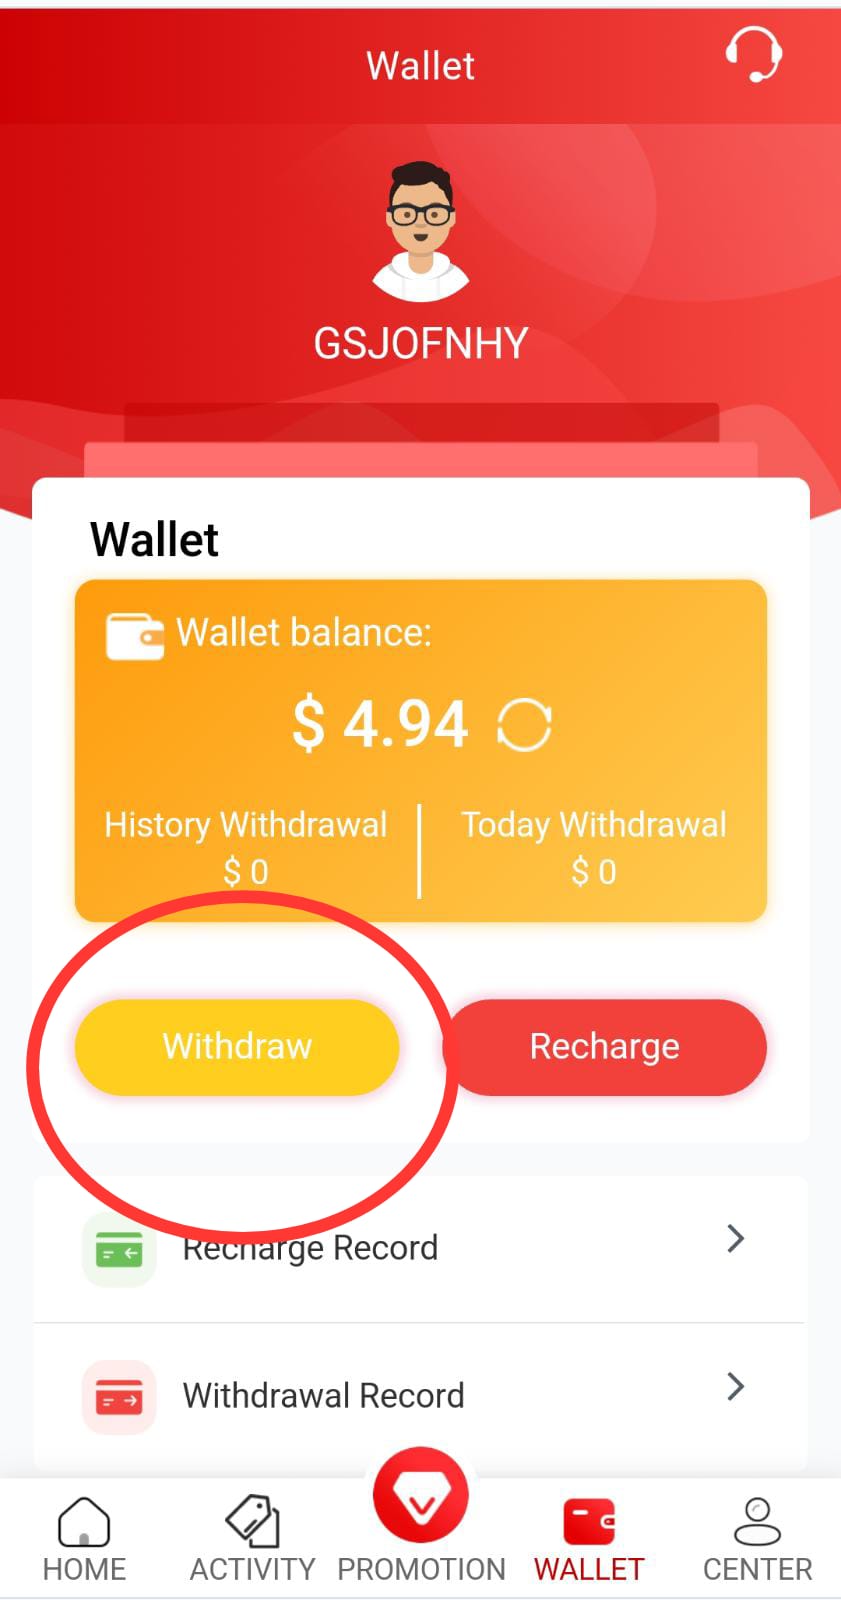 Wallet
GSJOFNHY
Wallet
Wallet balance:
$ 4.94
History Withdrawal
$ 0
Today Withdrawal
$ 0
Withdraw
Recharge
Recharge Record
Withdrawal Record
HOME
ACTIVITY
PROMOTION
WALLET
CENTER